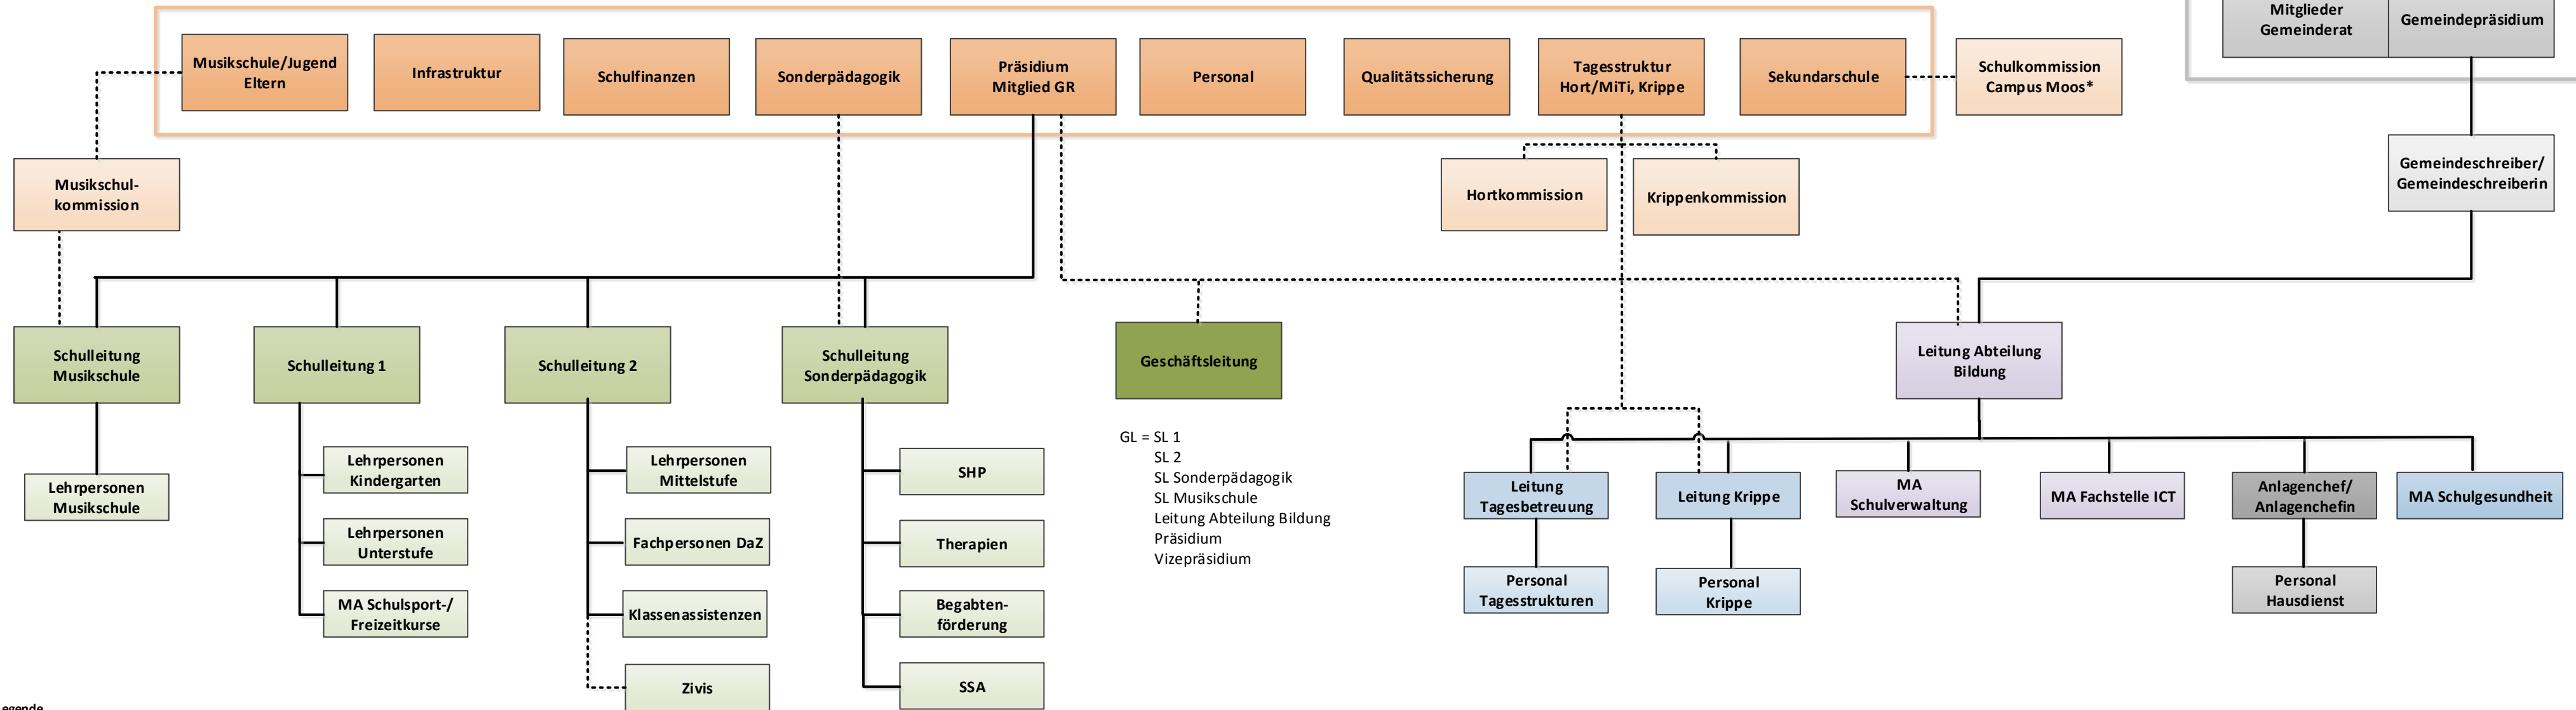 Mitglieder
Gemeinderat
Gemeindepräsidium
Musikschule/Jugend
Eltern
Infrastruktur
Schulfinanzen
Sonderpädagogik
Präsidium
Mitglied GR
Personal
Qualitätssicherung
Tagesstruktur
Hort/MiTi, Krippe
Sekundarschule
Schulkommission
Campus Moos*
Musikschul-
kommission
Hortkommission
Krippenkommission
Gemeindeschreiber/
Gemeindeschreiberin
Schulleitung
Musikschule
Schulleitung 1
Schulleitung 2
Schulleitung
Sonderpädagogik
Geschäftsleitung
Leitung Abteilung
Bildung
GL = SL 1
SL 2
SL Sonderpädagogik
SL Musikschule
Leitung Abteilung Bildung
Präsidium
Vizepräsidium
Lehrpersonen
Musikschule
Lehrpersonen
Kindergarten
Lehrpersonen
Unterstufe
MA Schulsport-/
Freizeitkurse
Lehrpersonen
Mittelstufe
Fachpersonen DaZ
Klassenassistenzen
Zivis
SHP
Therapien
Begabten-
förderung
SSA
Leitung
Tagesbetreuung
Leitung Krippe
MA
Schulverwaltung
MA Fachstelle ICT
Anlagenchef/
Anlagenchefin
MA Schulgesundheit
Personal
Tagesstrukturen
Personal
Krippe
Personal
Hausdienst